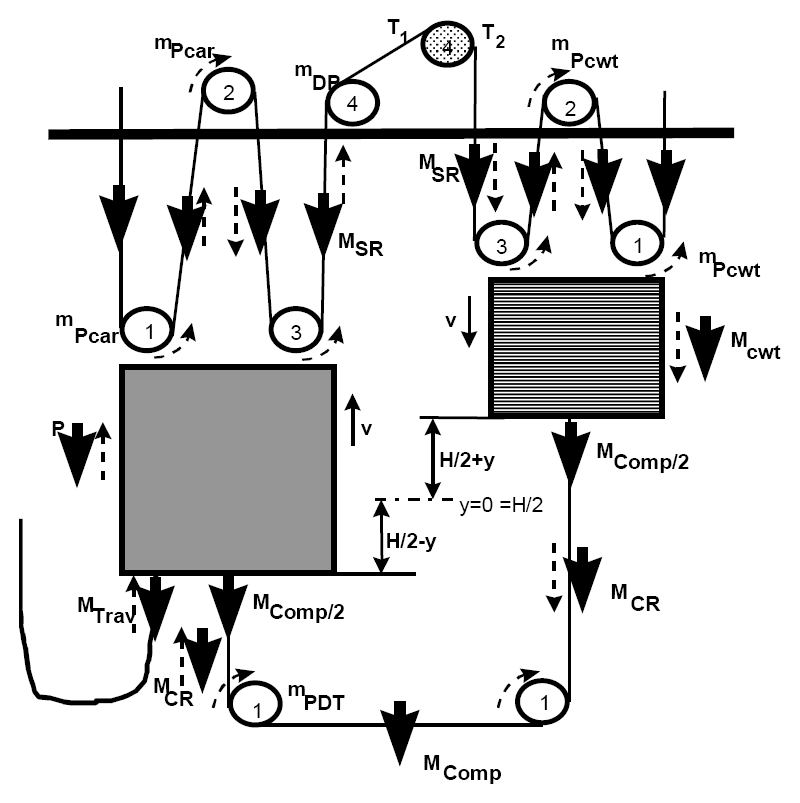 T1
T2
4
mPcar
mPcwt
mDP
2
4
2
MSR
MSR
3
1
mPcwt
mPcar
1
3
v
Mcwt
P
v
MComp/2
H/2+y
y=0 =H/2
H/2-y
MTrav
MComp/2
MCR
MCR
mPDT
1
1
MComp